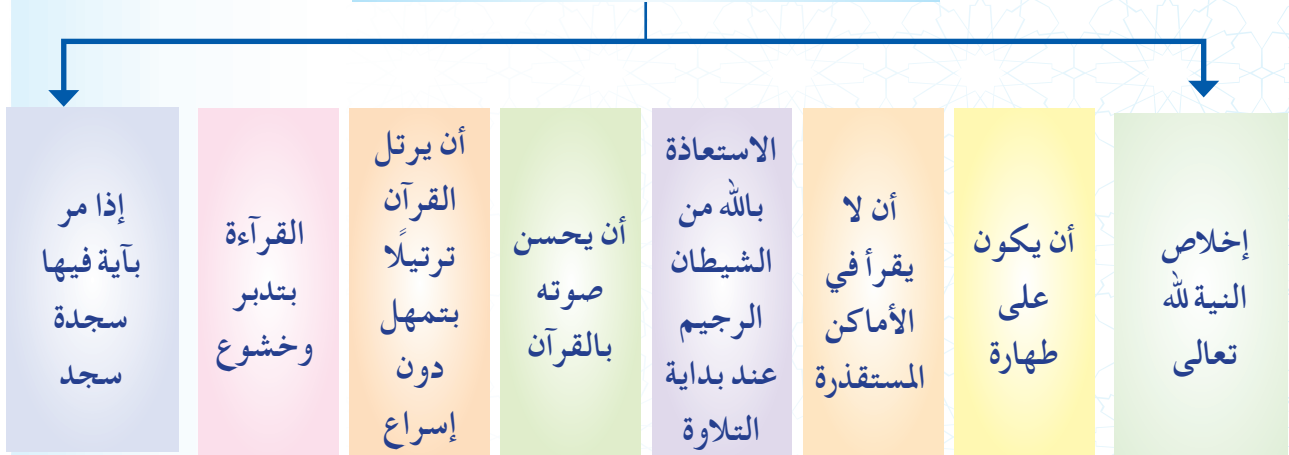 إخلاص
النية لله
تعالى
أن يكون
على
طهارة
أن لا
يقرأ في
الأماكن
المستقذرة
الاستعاذة
بالله من
الشيطان
الرجيم
عند بداية
التلاوة
أن يحسن
صوته
بالقرآن
أن يرتل
القرآن
ترتيلًا
بتمهل
دون
إسراع
القرآءة
بتدبر
وخشوع
إذا مر
بآية فيها
سجدة
سجد